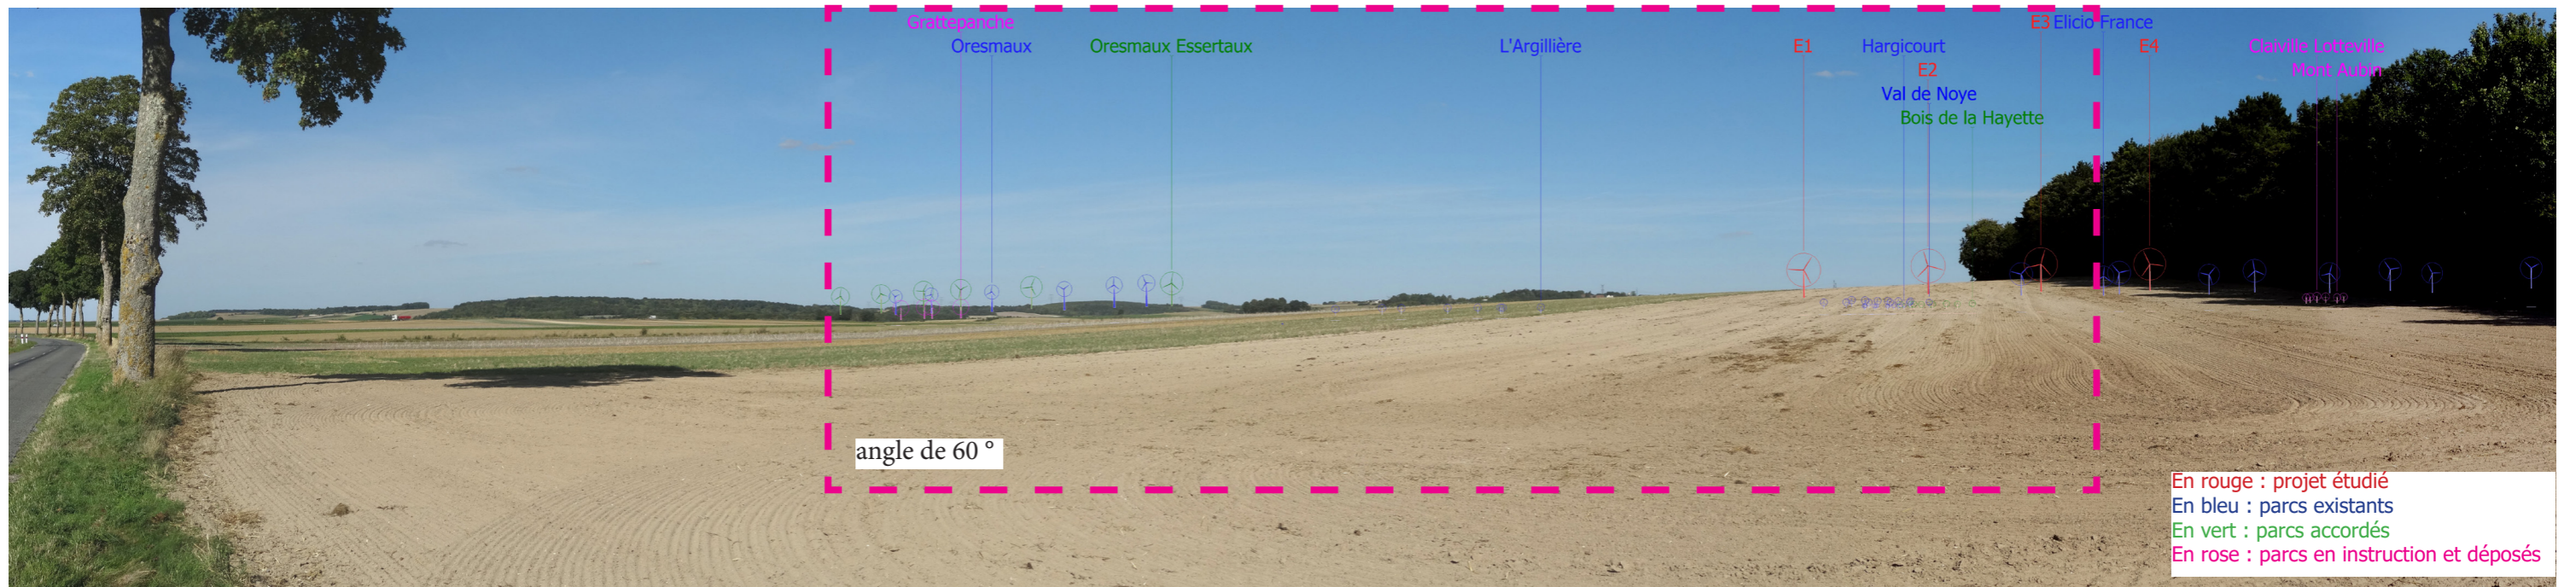 Grattepanche
E3 Elicio France
Oresmaux
Oresmaux Essertaux
L'Argillière
E1
Hargicourt
E4
Claiville Lotteville
E2
Mont Aubin
Val de Noye
Bois de la Hayette
angle de 60 °
En rouge : projet étudié
En bleu : parcs existants
En vert : parcs accordés
En rose : parcs en instruction et déposés